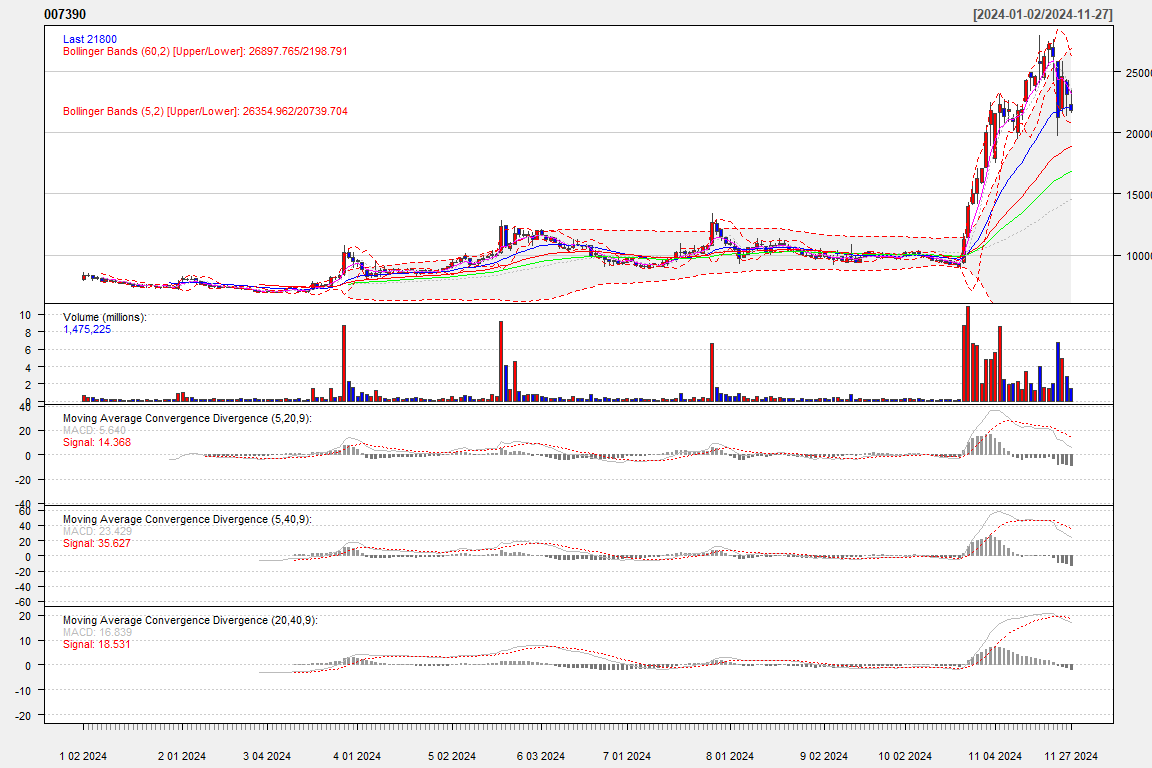 007390 [2024-01-02/2024-11-27]
Last 21800
Bollinger Bands (60,2) [Upper/Lower]: 26897.765/2198.791
Bollinger Bands (5,2) [Upper/Lower]: 26354.962/20739.704
25000
20000
15000
10000
Volume (millions):
1,475,225
10
8
6
4
2
0
Moving Average Convergence Divergence (5,20,9):
MACD: 5.640
Signal: 14.368
40
20
0
-20
-40
Moving Average Convergence Divergence (5,40,9):
MACD: 23.429
Signal: 35.627
60
40
20
0
-20
-40
-60
Moving Average Convergence Divergence (20,40,9):
MACD: 16.839
Signal: 18.531
20
10
0
-10
-20
1 02 2024 2 01 2024 3 04 2024 4 01 2024 5 02 2024 6 03 2024 7 01 2024 8 01 2024 9 02 2024 10 02 2024 11 04 2024 11 27 2024